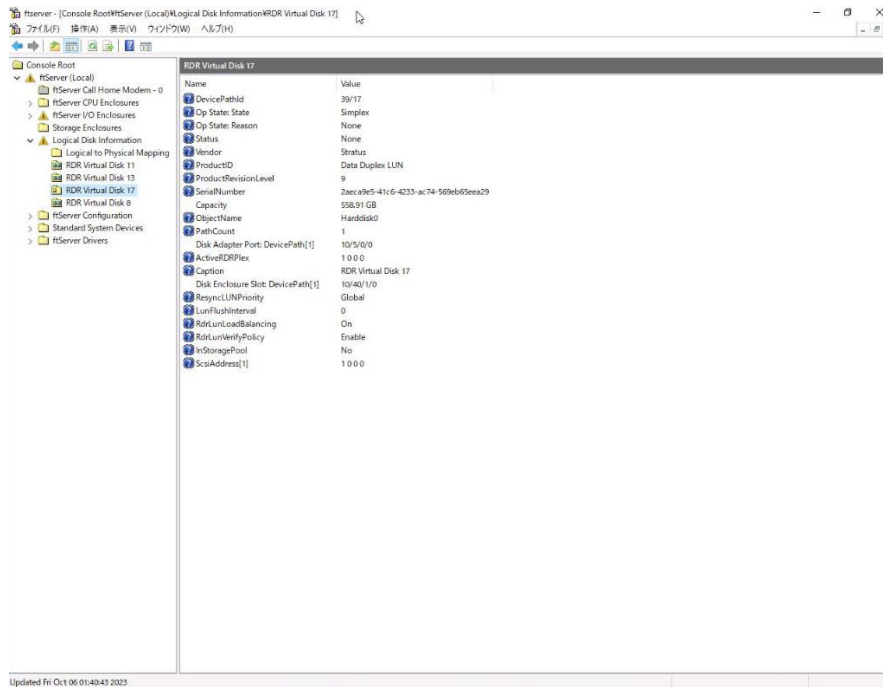 ftserver - [Console Root¥ftServer (Local)¥Logical Disk Information¥RDR Virtual Disk 17]
ファイル(F) 操作(A) 表示(V) ウィンドウ(W) ヘルプ(H)
Console Root
ftServer (Local)
ftServer Call Home Modem - 0
ftServer CPU Enclosures
ftServer I/O Enclosures
Storage Enclosures
Logical Disk Information
Logical to Physical Mapping
RDR Virtual Disk 11
RDR Virtual Disk 13
RDR Virtual Disk 17
RDR Virtual Disk 8
ftServer Configuration
Standard System Devices
ftServer Drivers
RDR Virtual Disk 17
Name Value
DevicePathId 39/17
Op State: State Simplex
Op State: Reason None
Status None
Vendor Stratus
ProductID Data Duplex LUN
ProductRevisionLevel 9
SerialNumber 2aeca9e5-41c6-4233-ac74-569eb65eea29
Capacity 558.91 GB
ObjectName Harddisk0
PathCount 1
Disk Adapter Port: DevicePath[1] 10/5/0/0
ActiveRDRPlex 1 0 0 0
Caption RDR Virtual Disk 17
Disk Enclosure Slot: DevicePath[1] 10/40/1/0
ResyncLUNPriority Global
LunFlushInterval 0
RdrLunLoadBalancing On
RdrLunVerifyPolicy Enable
InStoragePool No
ScsiAddress[1] 1 0 0 0
Updated Fri Oct 06 01:40:43 2023